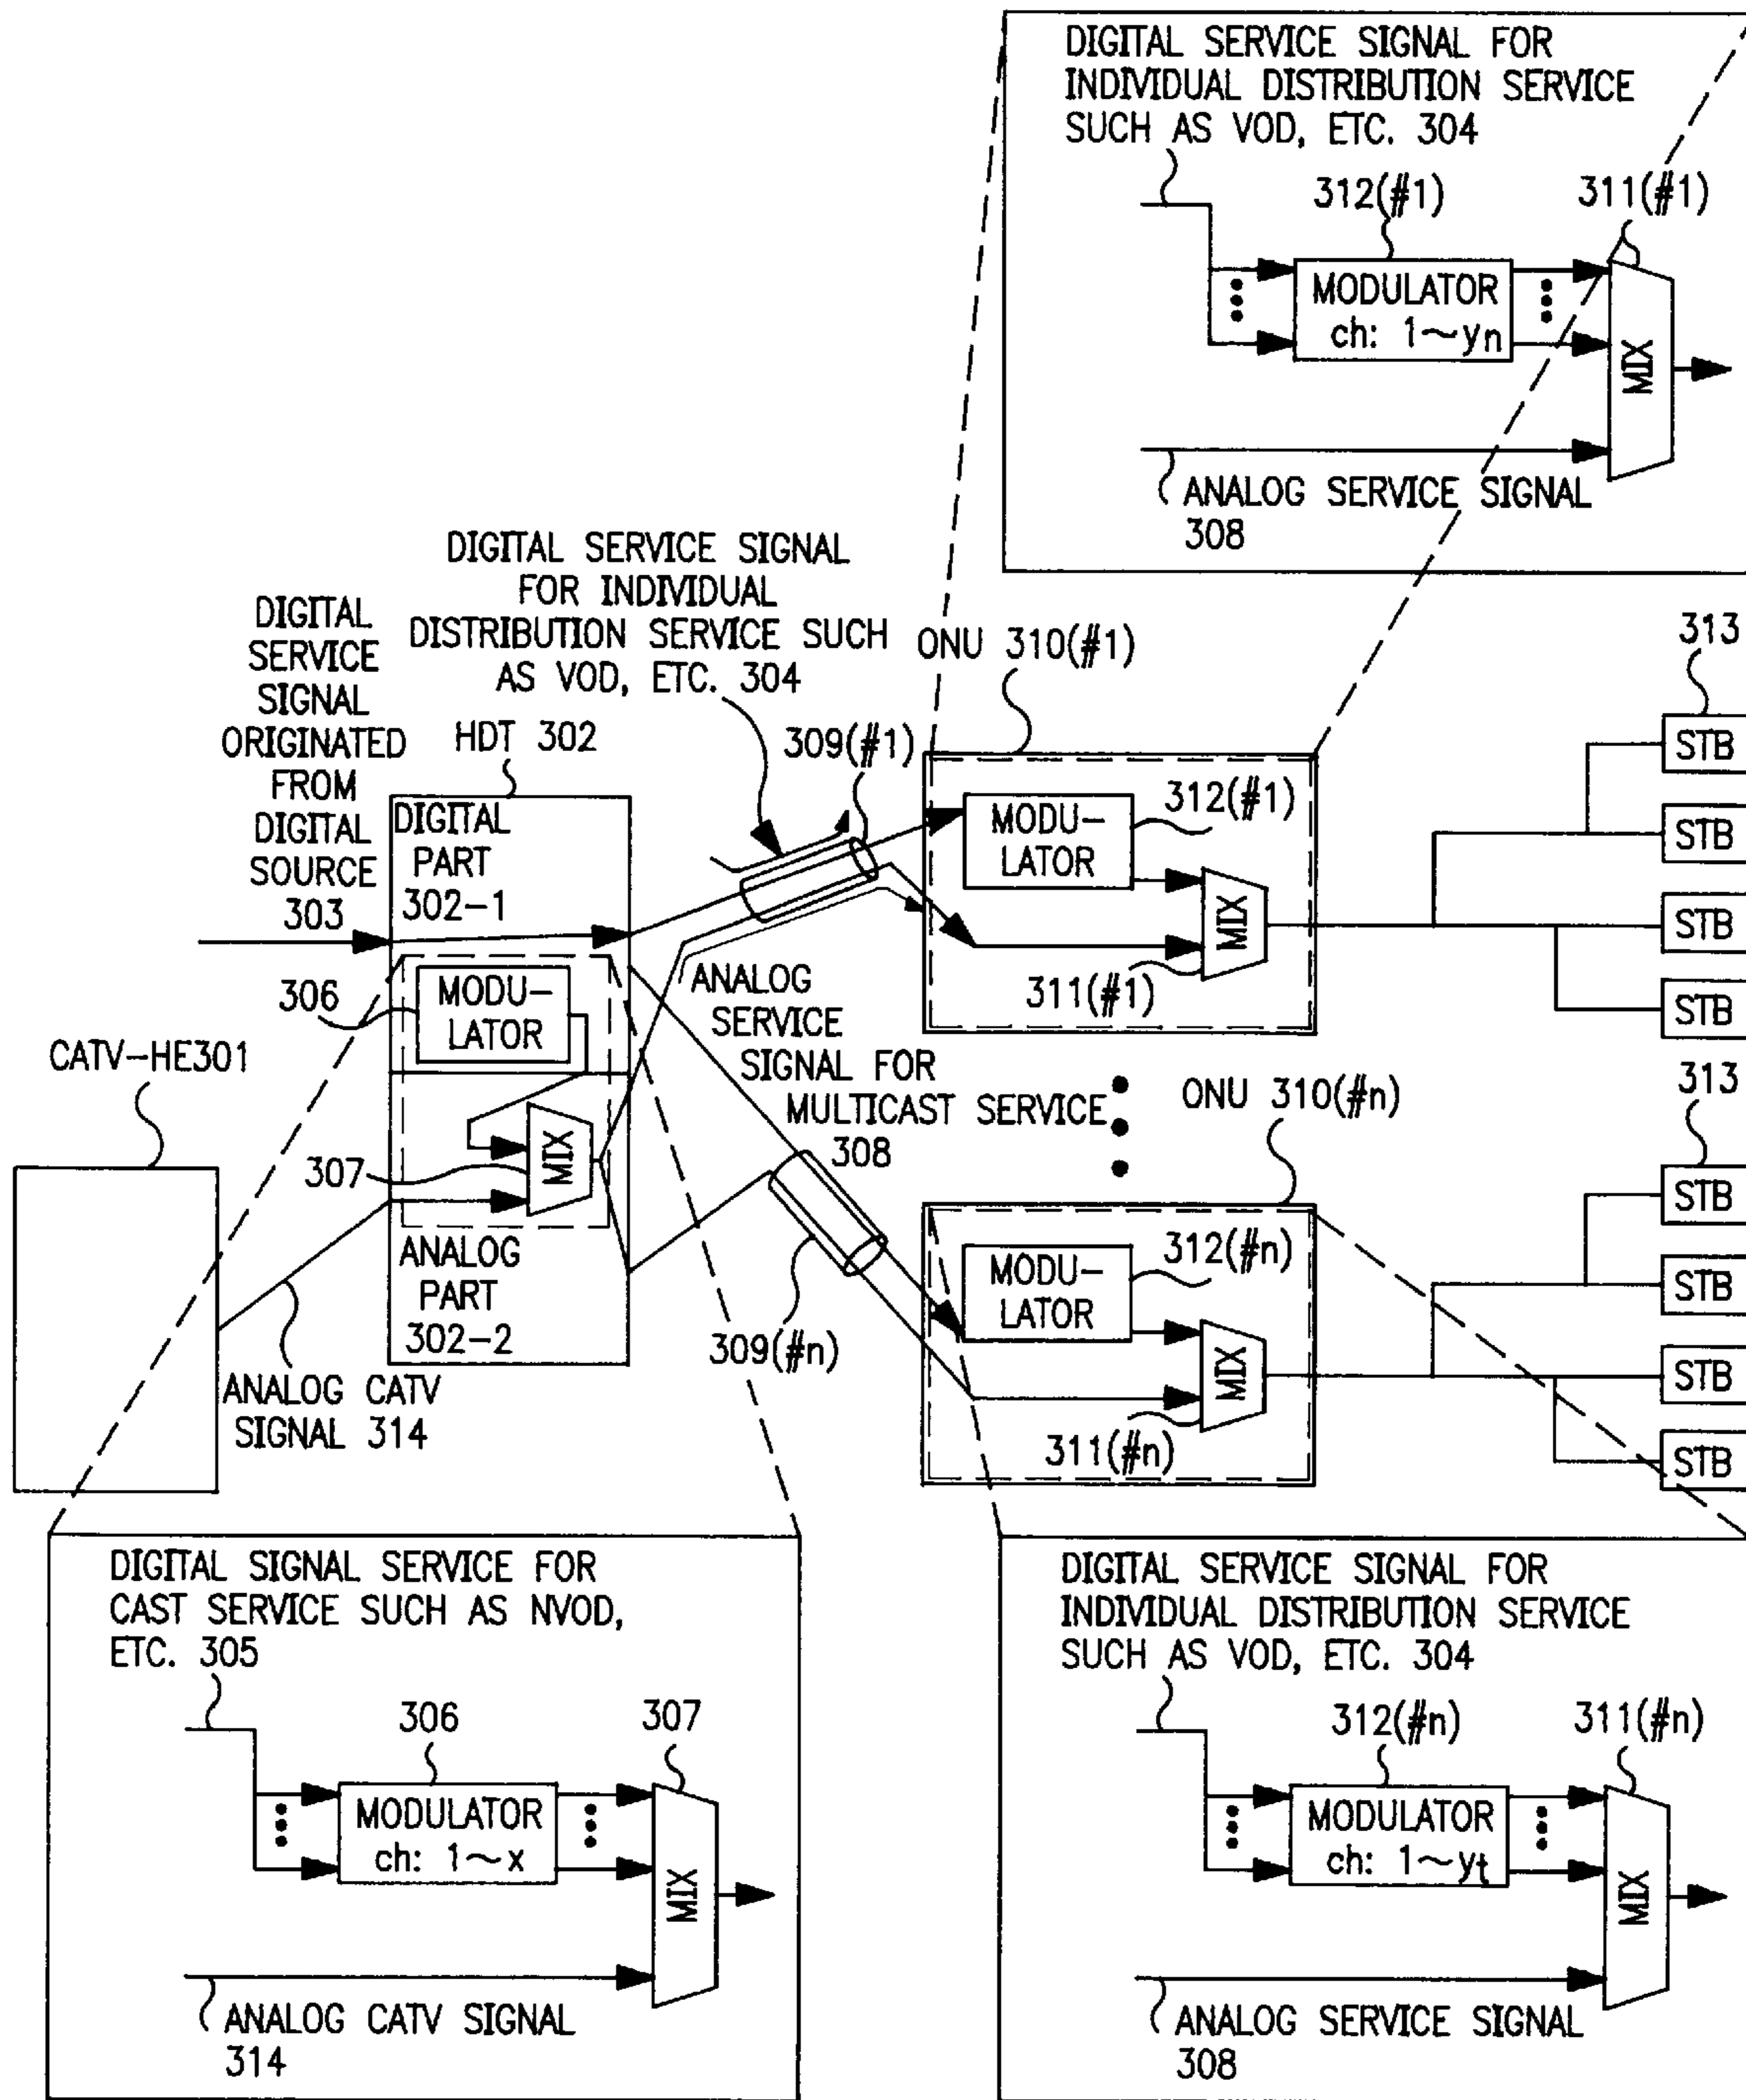 DIGITAL SERVICE SIGNAL FOR
INDIVIDUAL DISTRIBUTION SERVICE
SUCH AS VOD, ETC. 304
312(#1)
311(#1)
MODULATOR
ch: 1~yn
MIX
ANALOG SERVICE SIGNAL
308
DIGITAL SERVICE SIGNAL
FOR INDIVIDUAL
DISTRIBUTION SERVICE SUCH
AS VOD, ETC. 304
DIGITAL
SERVICE
SIGNAL
ORIGINATED
FROM
DIGITAL
SOURCE
303
HDT 302
309(#1)
ONU 310(#1)
313
DIGITAL
PART
302-1
MODU-
LATOR
312(#1)
MIX
311(#1)
STB
STB
STB
STB
306
MODU-
LATOR
ANALOG
SERVICE
SIGNAL FOR
MULTICAST SERVICE
308
CATV-HE301
307
MIX
ANALOG
PART
302-2
ANALOG CATV
SIGNAL 314
309(#n)
ONU 310(#n)
313
MODU-
LATOR
312(#n)
MIX
311(#n)
STB
STB
STB
STB
DIGITAL SIGNAL SERVICE FOR
CAST SERVICE SUCH AS NVOD,
ETC. 305
306
307
MODULATOR
ch: 1~x
MIX
ANALOG CATV SIGNAL
314
DIGITAL SERVICE SIGNAL FOR
INDIVIDUAL DISTRIBUTION SERVICE
SUCH AS VOD, ETC. 304
312(#n)
311(#n)
MODULATOR
ch: 1~yt
MIX
ANALOG SERVICE SIGNAL
308